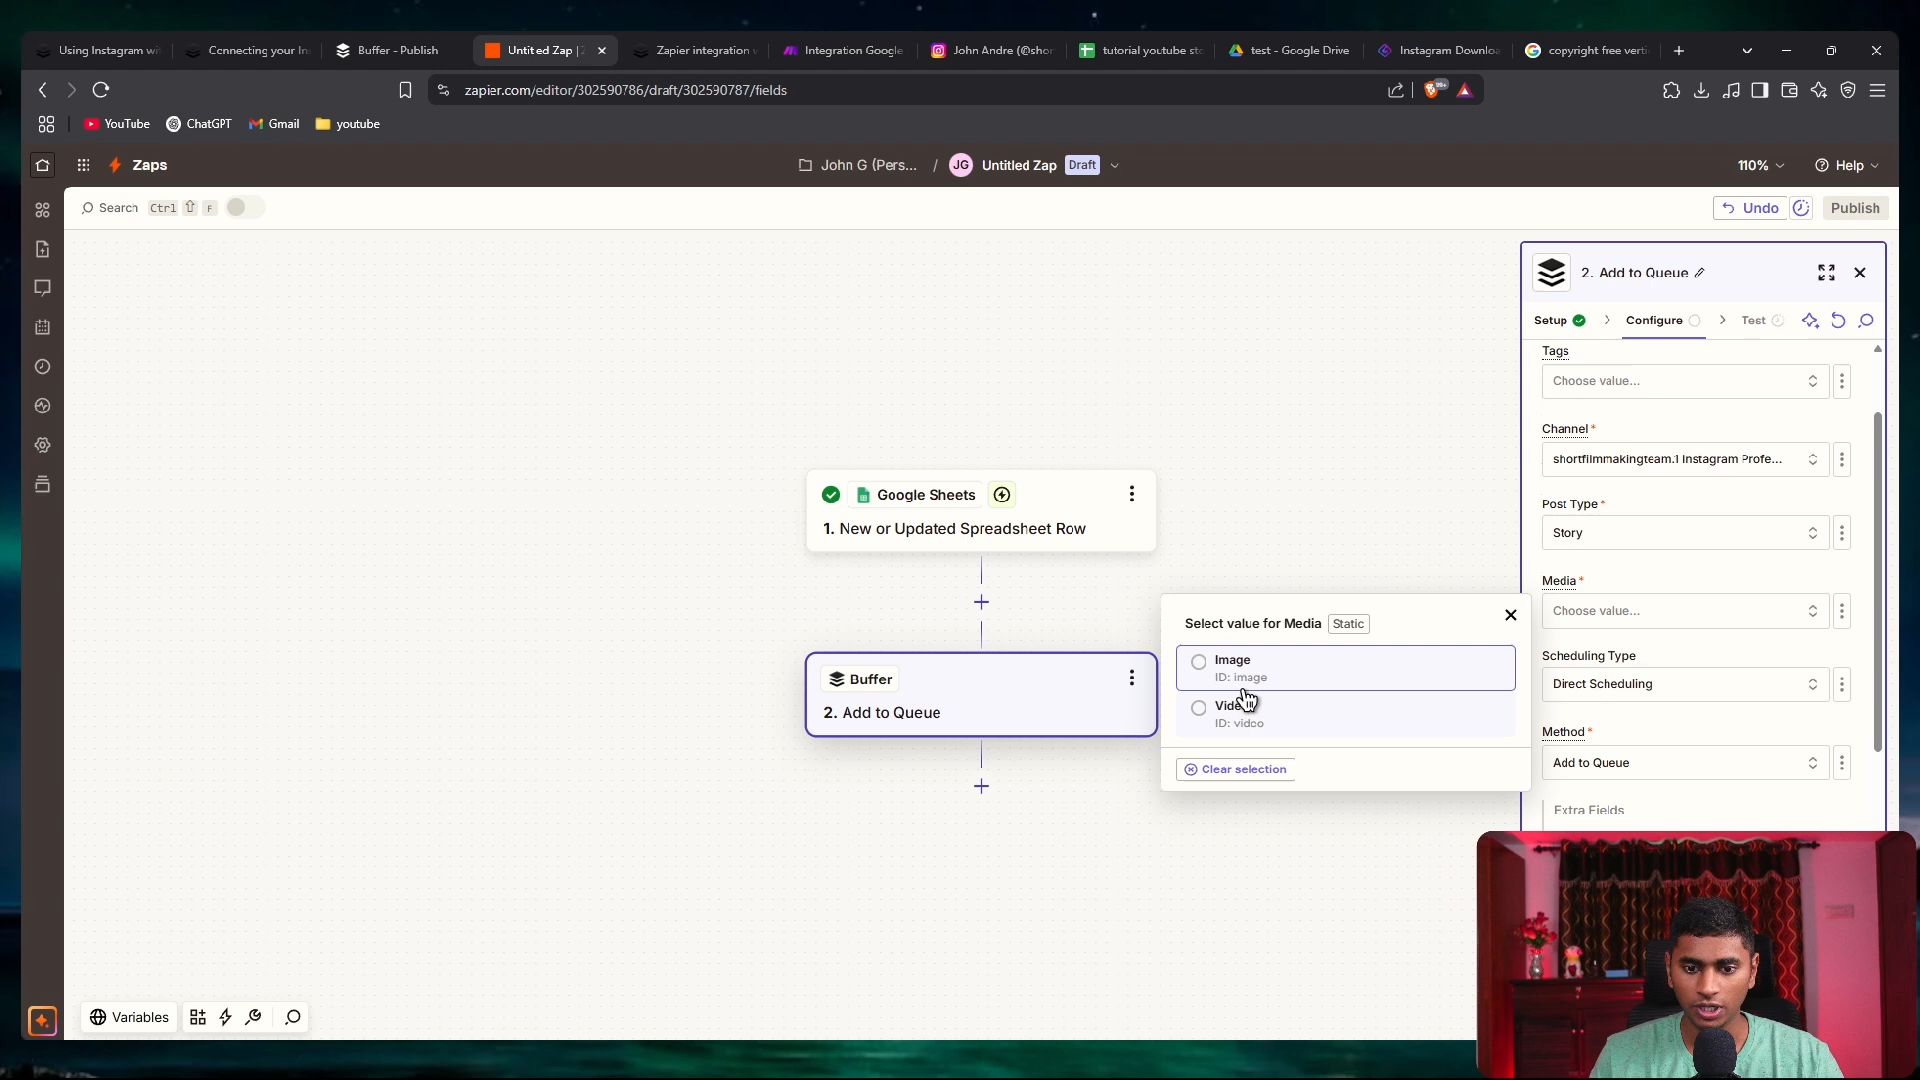 Using Instagram wi
Connecting your In
Buffer - Publish
Untitled Zap | 2
Zapier integration v
Integration Google
John Andre (@shor
tutorial youtube sto
test - Google Drive
Instagram Downloa
copyright free verti
zapier.com/editor/302590786/draft/302590787/fields
99+
YouTube
ChatGPT
Gmail
youtube
Zaps
John G (Pers... / JG Untitled Zap Draft
110%
Help
Search Ctrl F
Undo
Publish
2. Add to Queue
Setup
Configure
Test
Tags
Choose value...
Channel *
shortfilmmakingteam.1 Instagram Profe...
Post Type *
Story
Media *
Choose value...
Scheduling Type
Direct Scheduling
Method *
Add to Queue
Extra Fields
Google Sheets
1. New or Updated Spreadsheet Row
Buffer
2. Add to Queue
Select value for Media Static
Image
ID: image
Vide
ID: video
Clear selection
Variables